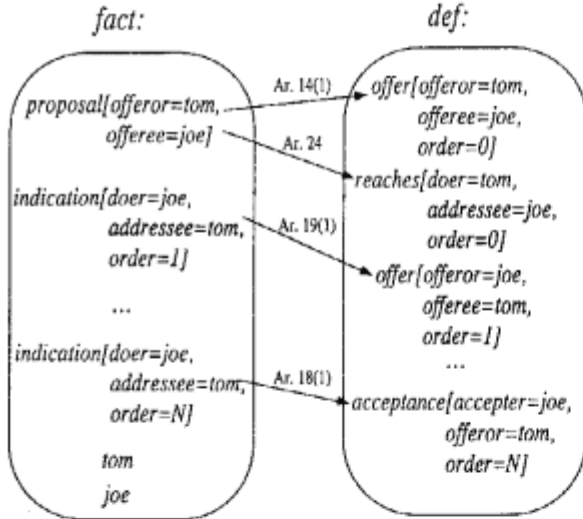 fact:
proposal[offeror=tom,
offeree=joe]
indication[doer=joe,
addressee=tom,
order=1]
...
indication[doer=joe,
addressee=tom,
order=N]
tom
joe
Ar. 14(1)
Ar. 24
Ar. 19(1)
Ar. 18(1)
def:
offer[offeror=tom,
offeree=joe,
order=0]
reaches[doer=tom,
addressee=joe,
order=0]
offer[offeror=joe,
offeree=tom,
order=1]
...
acceptance[accepter=joe,
offeror=tom,
order=N]